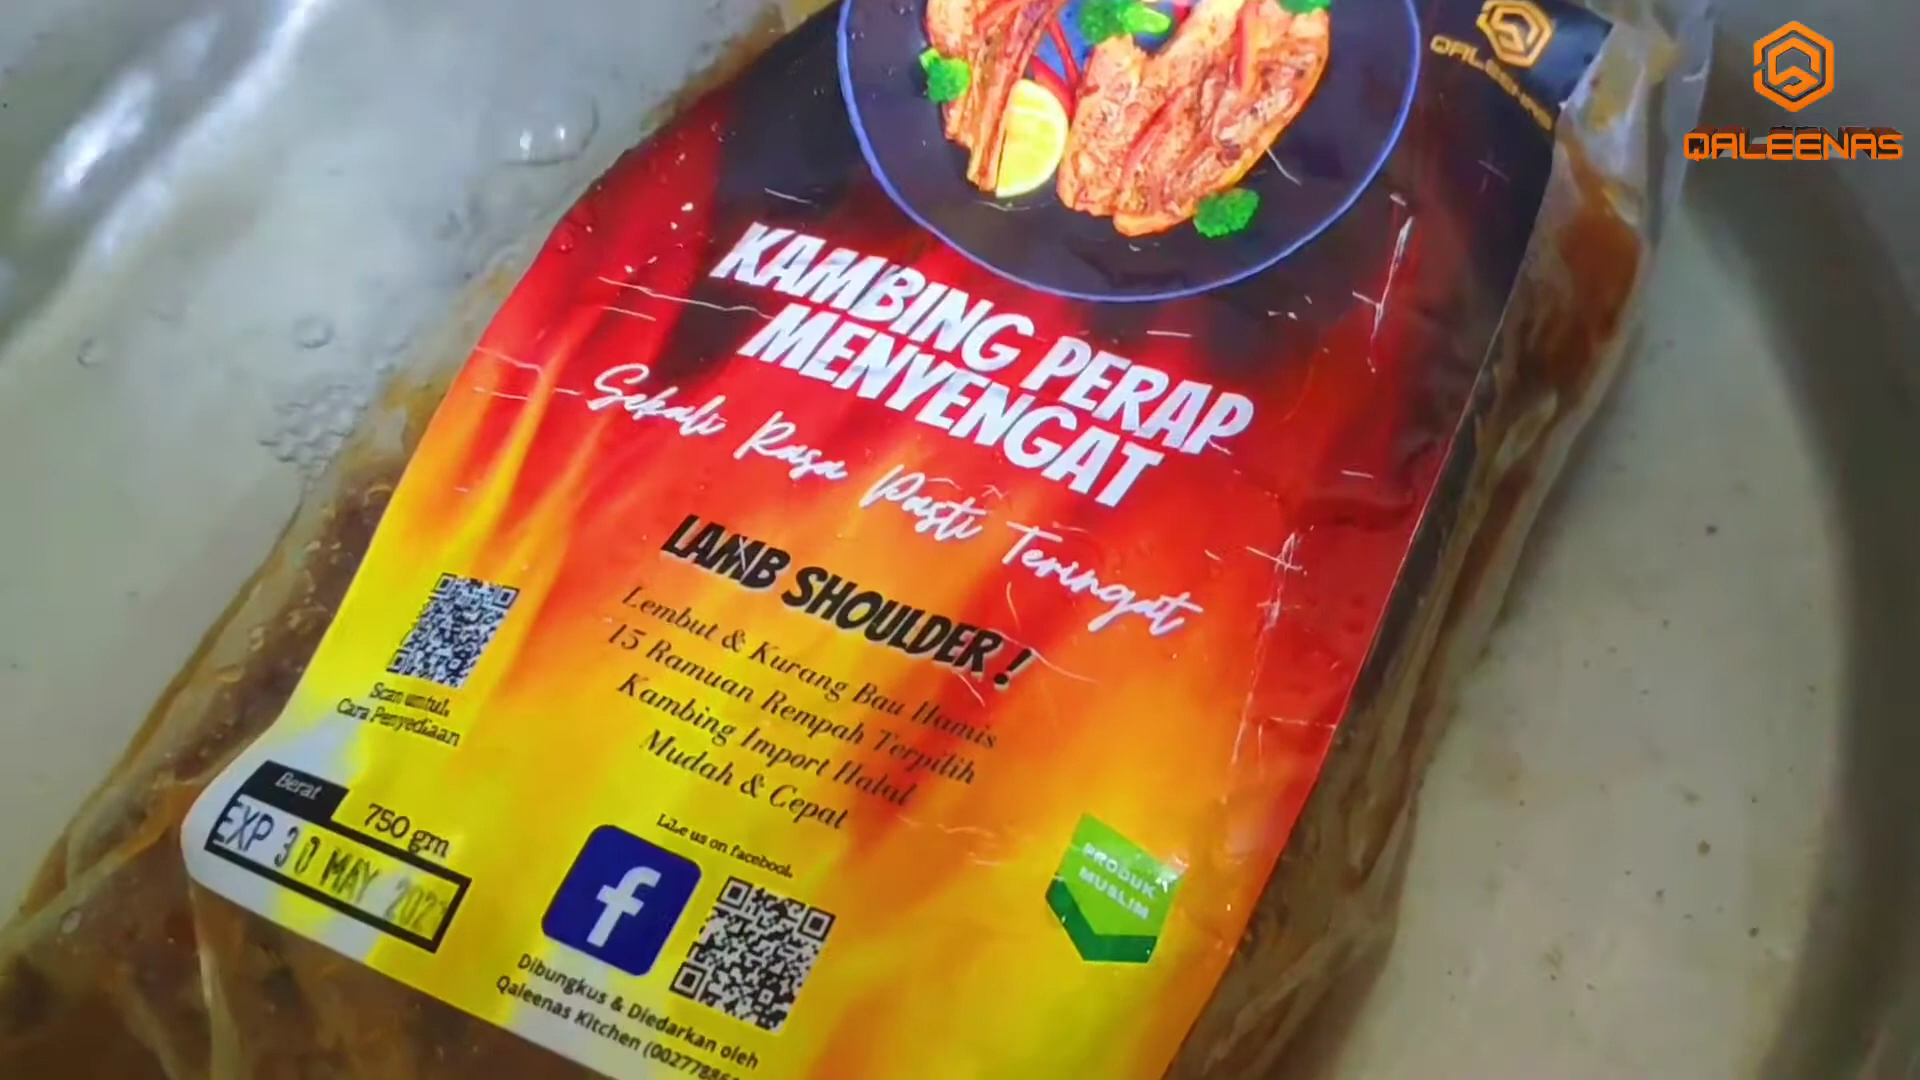 QALEENAS
QALEENAS
KAMBING PERAP
MENYENGAT
Sekali Rasa Pasti Teringat
LAMB SHOULDER !
Lembut & Kurang Bau Hamis
15 Ramuan Rempah Terpilih
Kambing Import Halal
Mudah & Cepat
Scan untuk
Cara Penyediaan
Berat
750 gm
EXP 30 MAY
Like us on facebook
f
PRODUK
MUSLIM
Dibungkus & Diedarkan oleh
Qaleenas Kitchen